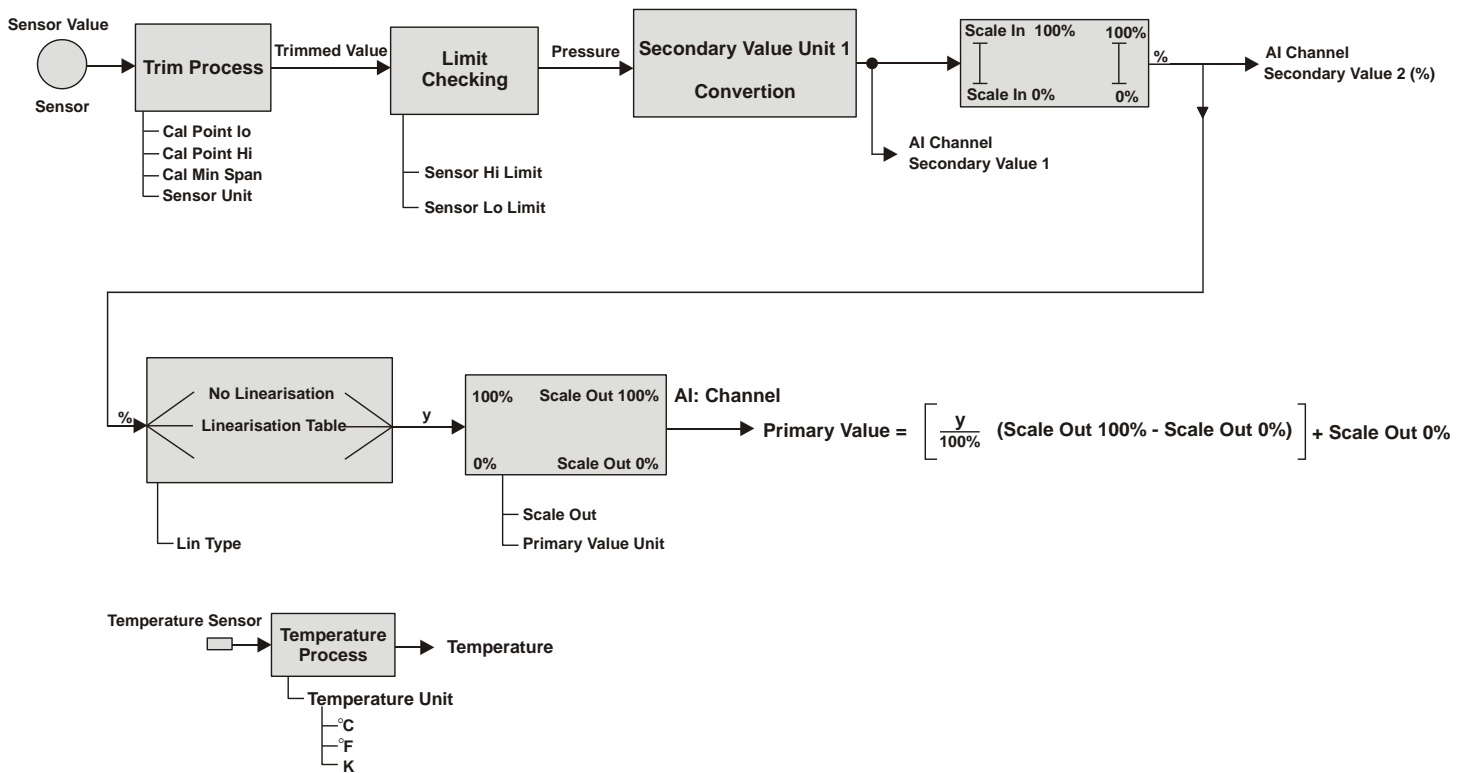 Sensor Value
Sensor
Trim Process
Cal Point lo
Cal Point Hi
Cal Min Span
Sensor Unit
Trimmed Value
Limit
Checking
Sensor Hi Limit
Sensor Lo Limit
Pressure
Secondary Value Unit 1
Convertion
AI Channel
Secondary Value 1
Scale In 100% 100%
Scale In 0% 0%
%
AI Channel
Secondary Value 2 (%)
%
No Linearisation
Linearisation Table
Lin Type
y
100% Scale Out 100%
0% Scale Out 0%
Scale Out
Primary Value Unit
AI: Channel
Primary Value = [ y / 100% (Scale Out 100% - Scale Out 0%) ] + Scale Out 0%
Temperature Sensor
Temperature
Process
Temperature
Temperature Unit
°C
°F
K